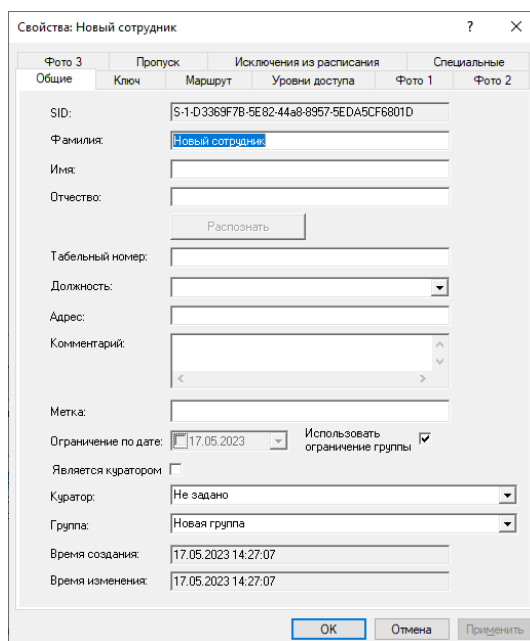 Свойства: Новый сотрудник ? ×
Фото 3 Пропуск Исключения из расписания Специальные
Общие Ключ Маршрут Уровни доступа Фото 1 Фото 2
SID: S-1-D3369F7B-5E82-44a8-8957-5EDA5CF6801D
Фамилия: Новый сотрудник
Имя:
Отчество:
Распознать
Табельный номер:
Должность:
Адрес:
Комментарий:
Метка:
Ограничение по дате: 17.05.2023 Использовать
ограничение группы
Является куратором
Куратор: Не задано
Группа: Новая группа
Время создания: 17.05.2023 14:27:07
Время изменения: 17.05.2023 14:27:07
OK Отмена Применить